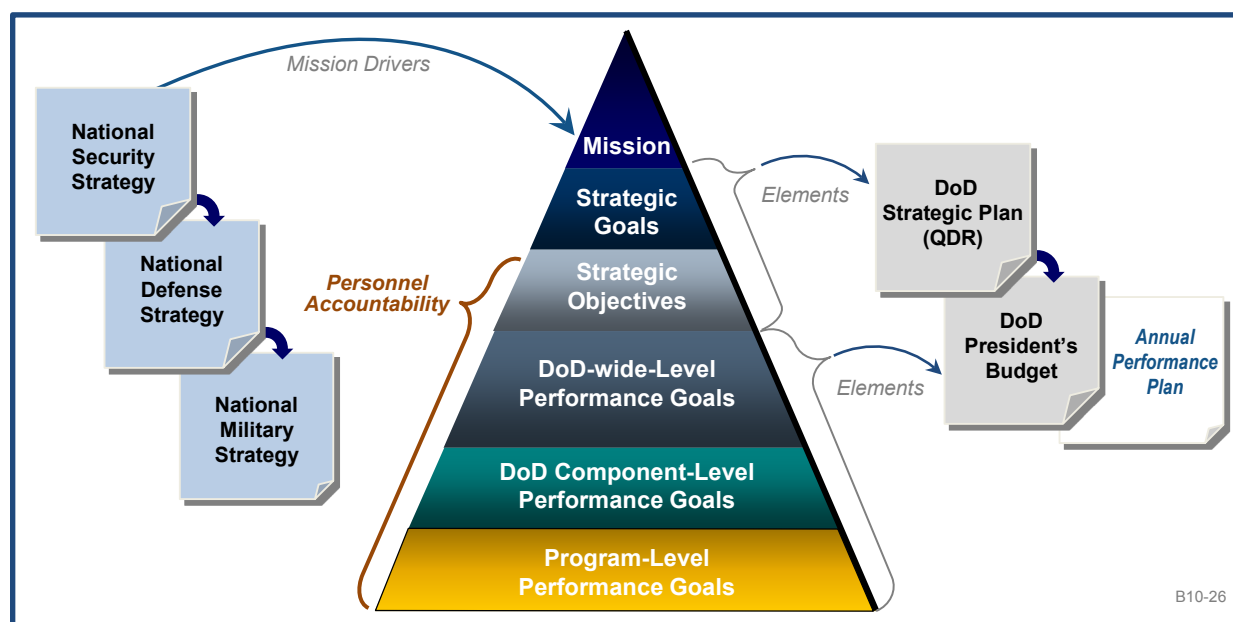 Mission Drivers
National
Security
Strategy
National
Defense
Strategy
National
Military
Strategy
Personnel
Accountability
Mission
Strategic
Goals
Strategic
Objectives
DoD-wide-Level
Performance Goals
DoD Component-Level
Performance Goals
Program-Level
Performance Goals
Elements
DoD
Strategic Plan
(QDR)
Elements
DoD
President’s
Budget
Annual
Performance
Plan
B10-26